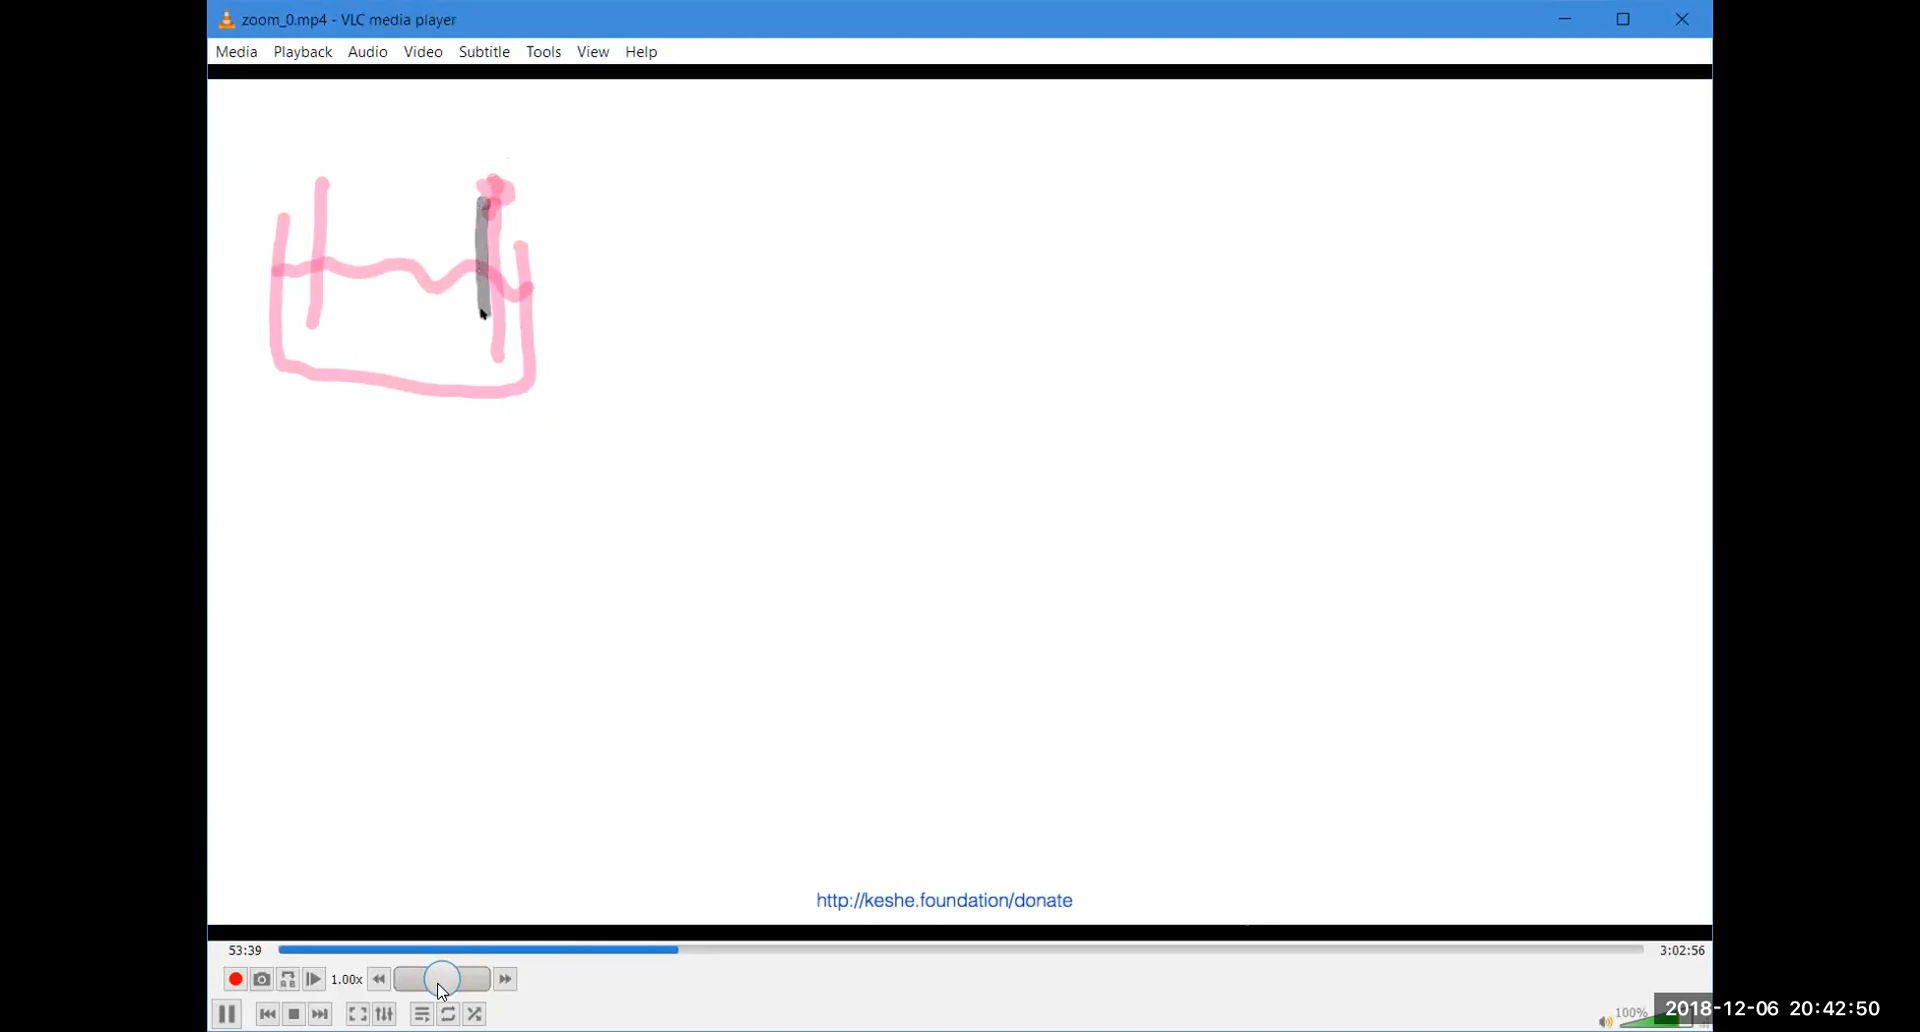 zoom_0.mp4 - VLC media player
Media Playback Audio Video Subtitle Tools View Help
http://keshe.foundation/donate
53:39
3:02:56
1.00x
100%
2018-12-06 20:42:50